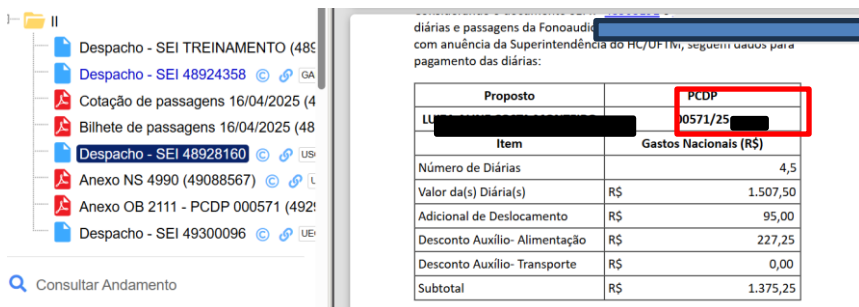 II
Despacho - SEI TREINAMENTO (489
Despacho - SEI 48924358 GA
Cotação de passagens 16/04/2025 (4
Bilhete de passagens 16/04/2025 (48
Despacho - SEI 48928160
Anexo NS 4990 (49088567)
Anexo OB 2111 - PCDP 000571 (492
Despacho - SEI 49300096 UE
Consultar Andamento
diárias e passagens da Fonoaudio
com anuência da Superintendência do HC/UFTM, seguem dados para
pagamento das diárias:
Proposto PCDP
00571/25
Item Gastos Nacionais (R$)
Número de Diárias 4,5
Valor da(s) Diária(s) R$ 1.507,50
Adicional de Deslocamento R$ 95,00
Desconto Auxílio- Alimentação R$ 227,25
Desconto Auxílio- Transporte R$ 0,00
Subtotal R$ 1.375,25